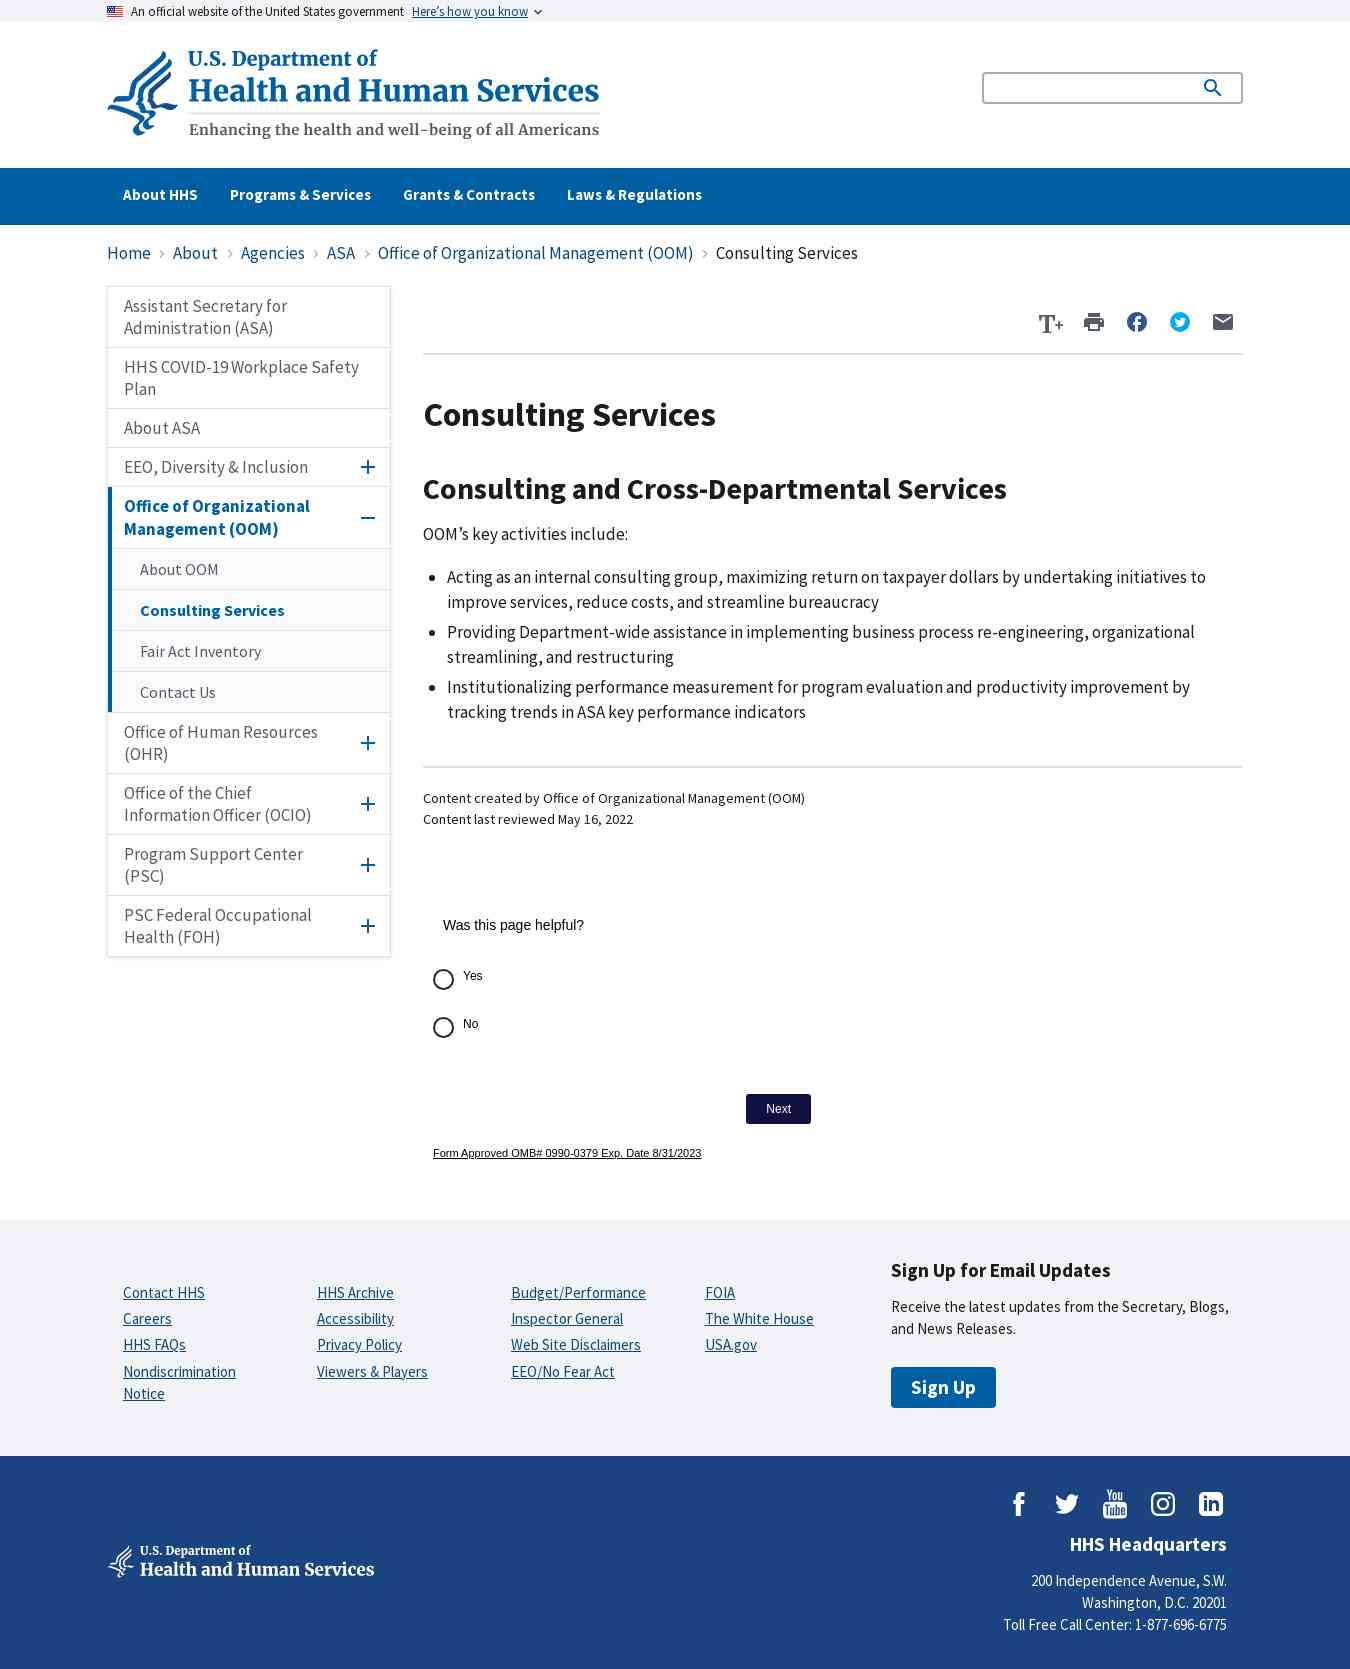 An official website of the United States government Here’s how you know
U.S. Department of
Health and Human Services
Enhancing the health and well-being of all Americans
About HHS Programs & Services Grants & Contracts Laws & Regulations
Home › About › Agencies › ASA › Office of Organizational Management (OOM) › Consulting Services
Assistant Secretary for
Administration (ASA)
HHS COVID-19 Workplace Safety
Plan
About ASA
EEO, Diversity & Inclusion
Office of Organizational
Management (OOM)
About OOM
Consulting Services
Fair Act Inventory
Contact Us
Office of Human Resources
(OHR)
Office of the Chief
Information Officer (OCIO)
Program Support Center
(PSC)
PSC Federal Occupational
Health (FOH)
T+
Consulting Services
Consulting and Cross-Departmental Services
OOM’s key activities include:
• Acting as an internal consulting group, maximizing return on taxpayer dollars by undertaking initiatives to
improve services, reduce costs, and streamline bureaucracy
• Providing Department-wide assistance in implementing business process re-engineering, organizational
streamlining, and restructuring
• Institutionalizing performance measurement for program evaluation and productivity improvement by
tracking trends in ASA key performance indicators
Content created by Office of Organizational Management (OOM)
Content last reviewed May 16, 2022
Was this page helpful?
Yes
No
Next
Form Approved OMB# 0990-0379 Exp. Date 8/31/2023
Contact HHS
Careers
HHS FAQs
Nondiscrimination
Notice
HHS Archive
Accessibility
Privacy Policy
Viewers & Players
Budget/Performance
Inspector General
Web Site Disclaimers
EEO/No Fear Act
FOIA
The White House
USA.gov
Sign Up for Email Updates
Receive the latest updates from the Secretary, Blogs,
and News Releases.
Sign Up
You
Tube
in
U.S. Department of
Health and Human Services
HHS Headquarters
200 Independence Avenue, S.W.
Washington, D.C. 20201
Toll Free Call Center: 1-877-696-6775